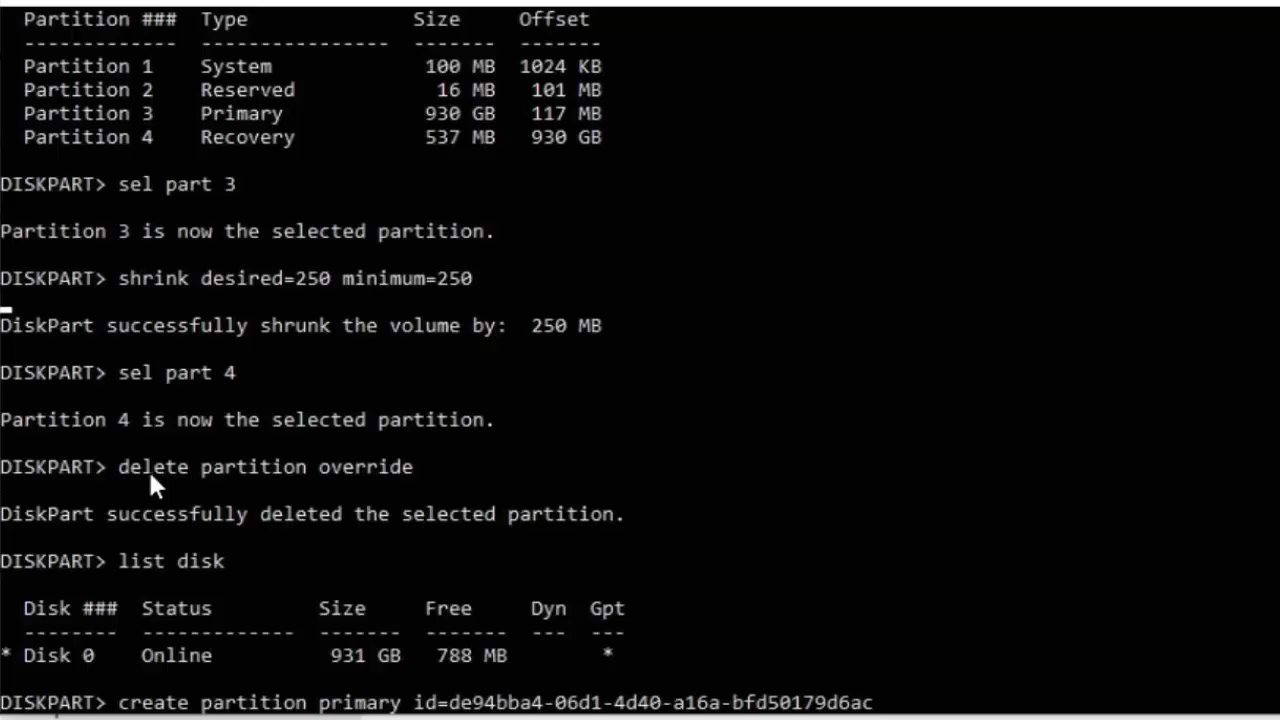 Partition ### Type Size Offset
------------- ---------------- ------- -------
Partition 1 System 100 MB 1024 KB
Partition 2 Reserved 16 MB 101 MB
Partition 3 Primary 930 GB 117 MB
Partition 4 Recovery 537 MB 930 GB
DISKPART> sel part 3
Partition 3 is now the selected partition.
DISKPART> shrink desired=250 minimum=250
DiskPart successfully shrunk the volume by: 250 MB
DISKPART> sel part 4
Partition 4 is now the selected partition.
DISKPART> delete partition override
DiskPart successfully deleted the selected partition.
DISKPART> list disk
Disk ### Status Size Free Dyn Gpt
-------- ------------- ------- ------- --- ---
* Disk 0 Online 931 GB 788 MB *
DISKPART> create partition primary id=de94bba4-06d1-4d40-a16a-bfd50179d6ac